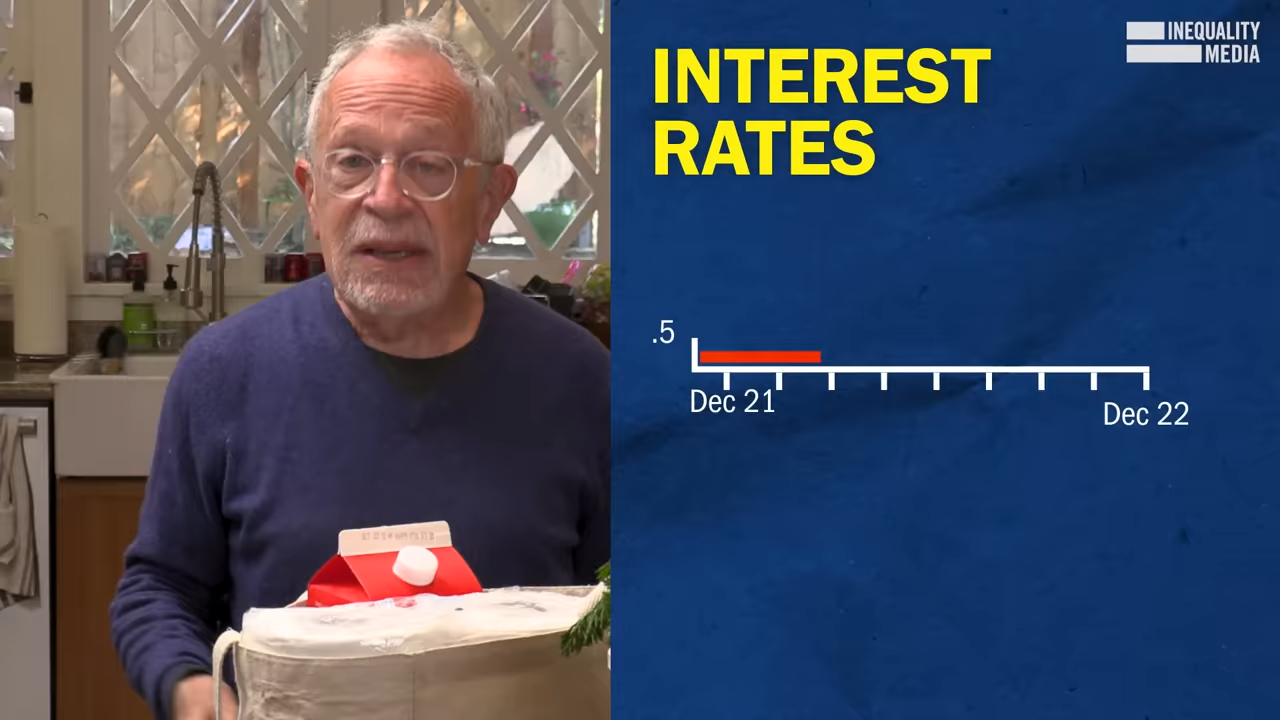 INEQUALITY
MEDIA
INTEREST
RATES
.5
Dec 21
Dec 22